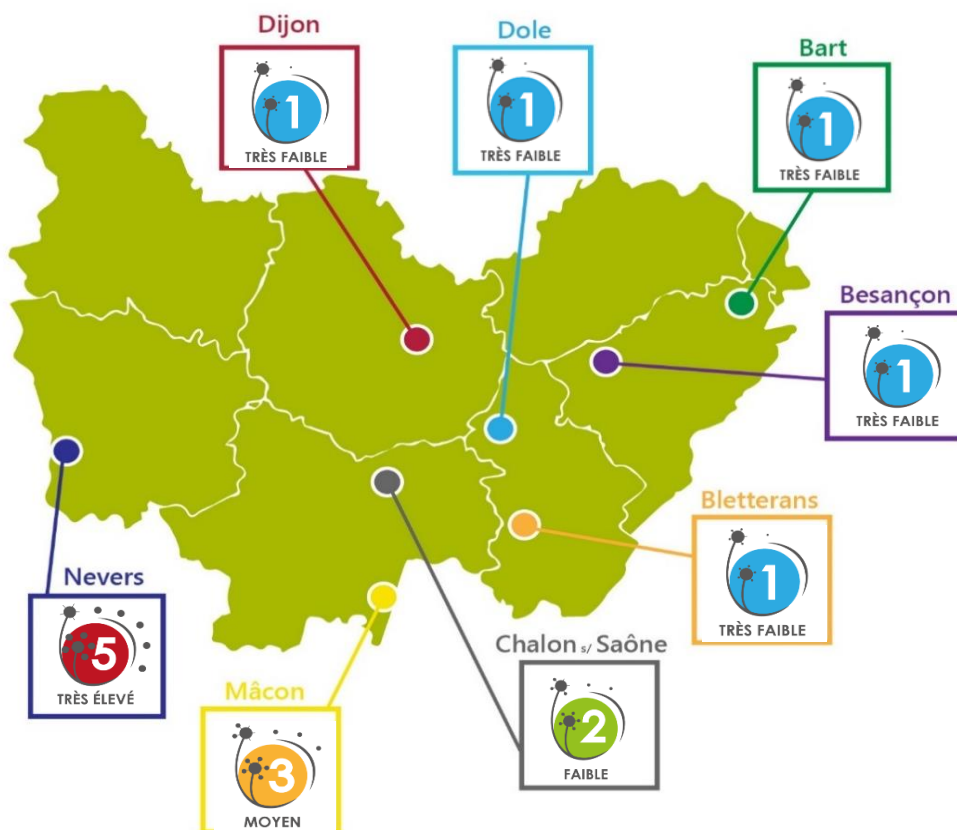 Dijon
1
TRÈS FAIBLE
Dole
1
TRÈS FAIBLE
Bart
1
TRÈS FAIBLE
Besançon
1
TRÈS FAIBLE
Bletterans
1
TRÈS FAIBLE
Nevers
5
TRÈS ÉLEVÉ
Mâcon
3
MOYEN
Chalon s/ Saône
2
FAIBLE